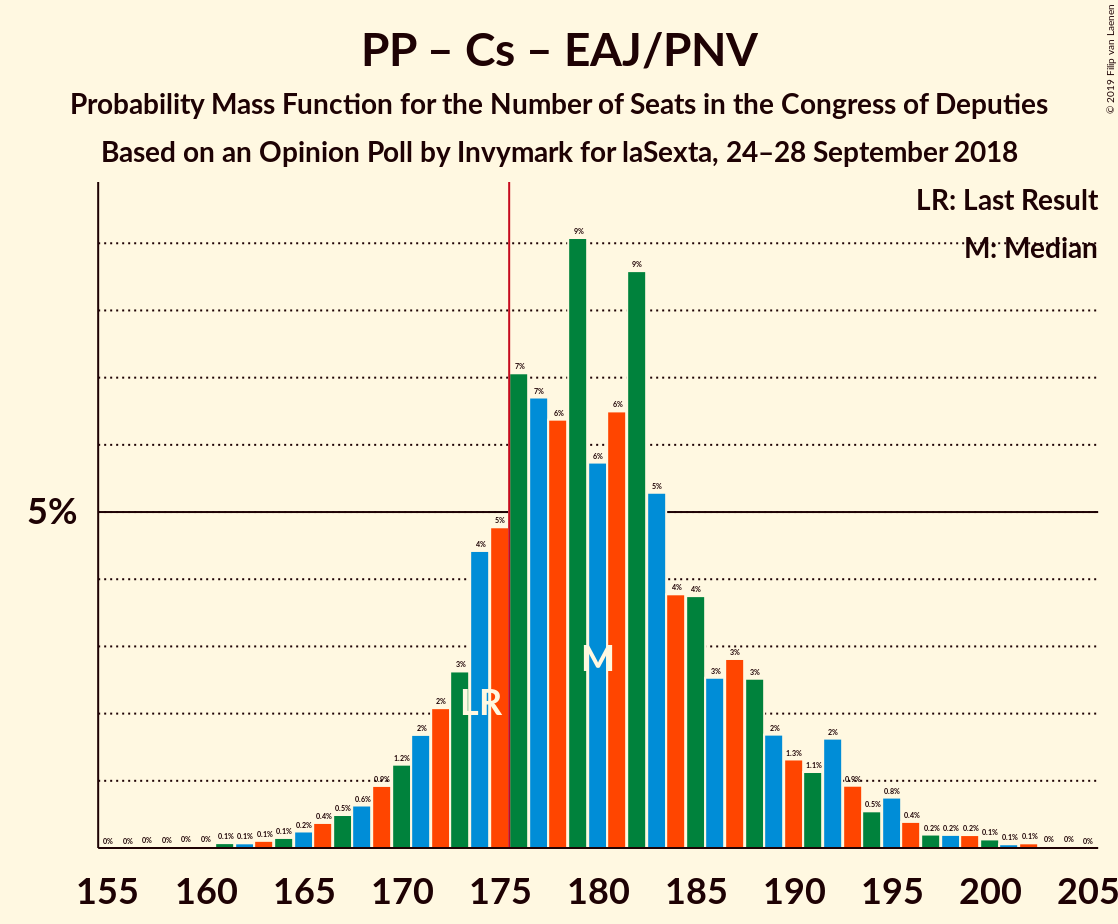 PP – Cs – EAJ/PNV
Probability Mass Function for the Number of Seats in the Congress of Deputies
Based on an Opinion Poll by Invymark for laSexta, 24–28 September 2018
© 2019 Filip van Laenen
LR: Last Result
M: Median
5%
0% 0% 0% 0% 0% 0% 0.1% 0.1% 0.1% 0.1% 0.2% 0.4% 0.5% 0.6% 0.9% 1.2% 2% 2% 3% 4% 5% 7% 7% 6% 9% 6% 6% 9% 5% 4% 4% 3% 3% 3% 2% 1.3% 1.1% 2% 0.9% 0.5% 0.8% 0.4% 0.2% 0.2% 0.2% 0.1% 0.1% 0.1% 0% 0% 0%
LR
M
155 160 165 170 175 180 185 190 195 200 205